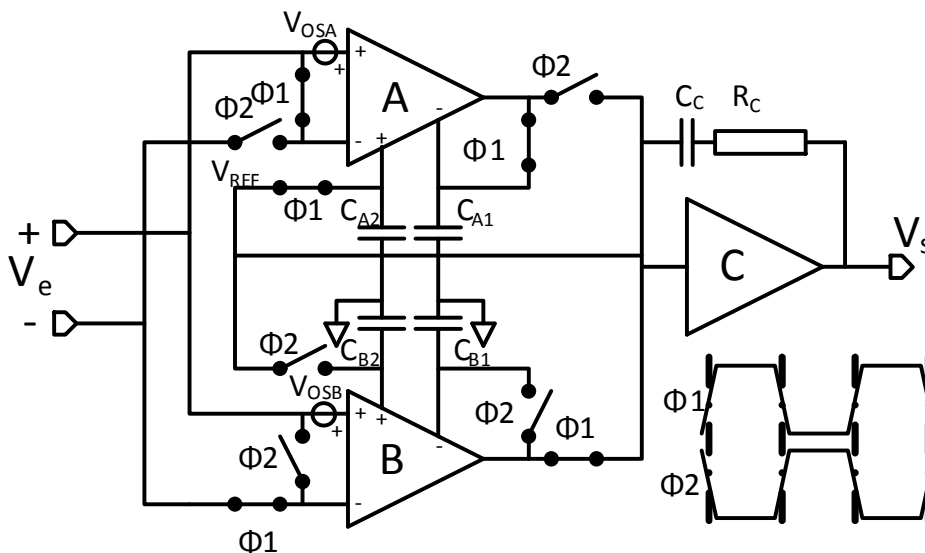 V_OSA
+
+
A
-
Φ2
Φ2
Φ1
-
+
C_C
R_C
Φ1
V_REF
Φ1
C_A2
C_A1
+
V_e
-
C
V_s
Φ2
C_B2
C_B1
V_OSB
+
+
+
B
-
Φ2
Φ1
Φ2
-
Φ1
Φ1
Φ2